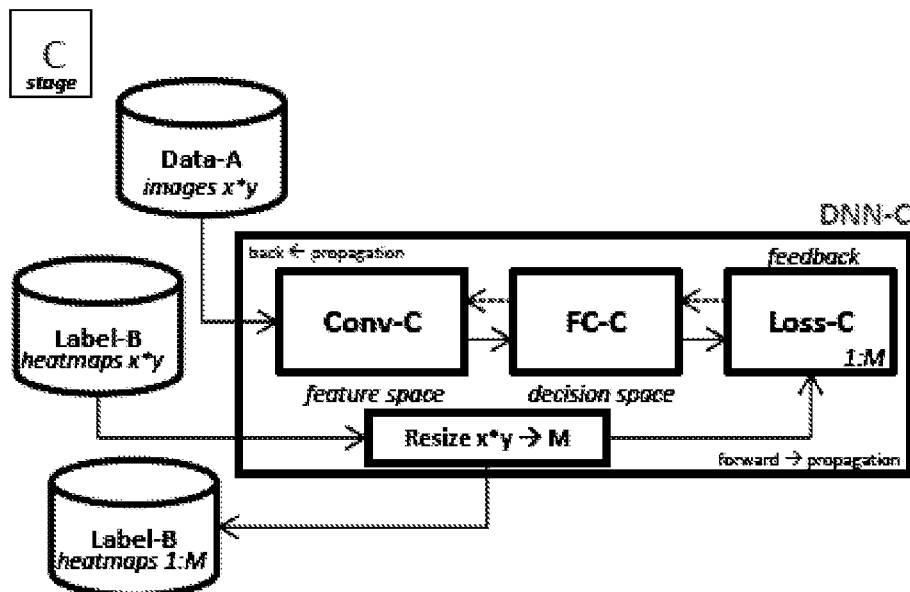 C
stage
Data-A
images x*y
DNN-C
back ← propagation
feedback
Label-B
heatmaps x*y
Conv-C
FC-C
Loss-C
1:M
feature space
decision space
Resize x*y → M
forward → propagation
Label-B
heatmaps 1:M